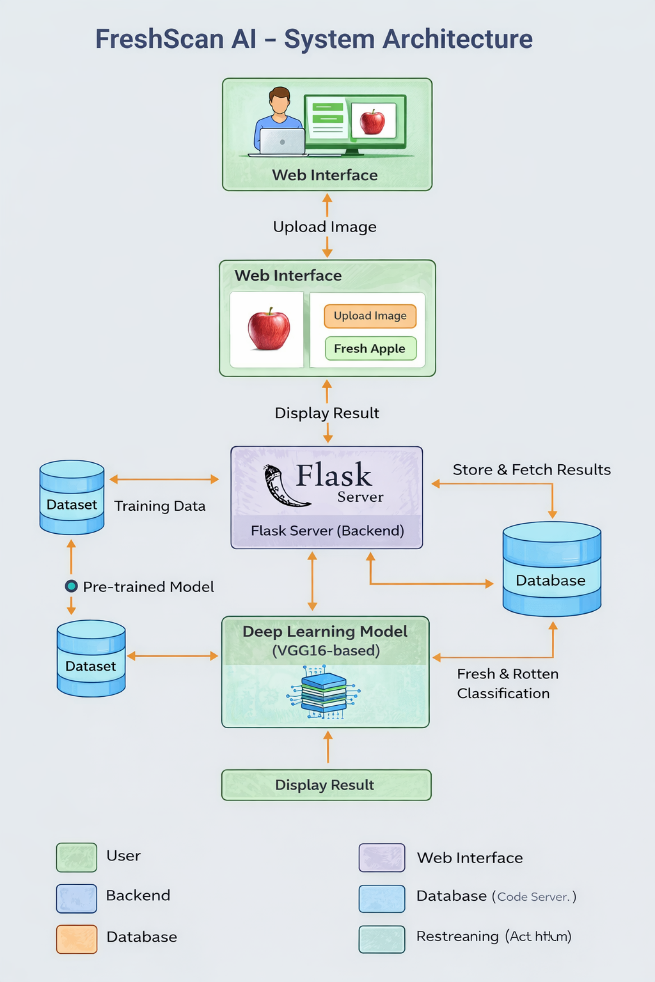 FreshScan AI – System Architecture
Web Interface
Upload Image
Web Interface
Upload Image
Fresh Apple
Display Result
Flask
Server
Flask Server (Backend)
Store & Fetch Results
Dataset
Training Data
Database
Pre-trained Model
Deep Learning Model
(VGG16-based)
Dataset
Fresh & Rotten
Classification
Display Result
User
Web Interface
Backend
Database (Code Server.)
Database
Restreaning (Act